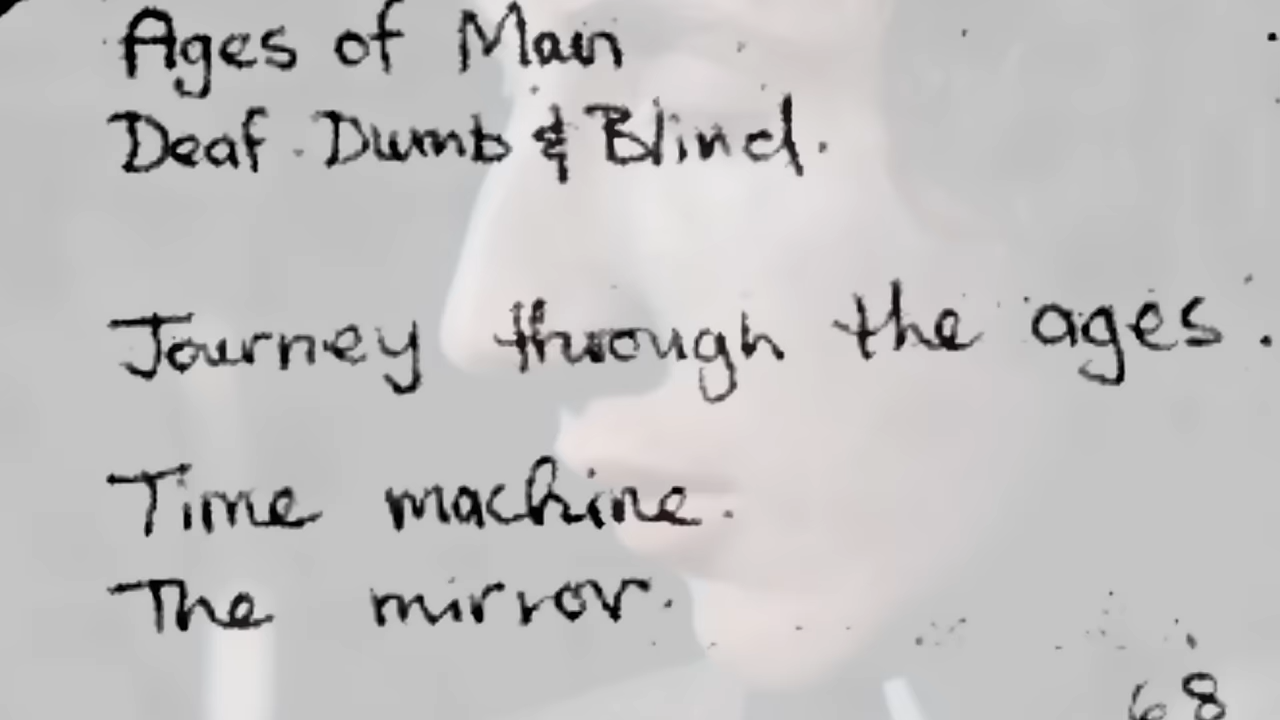 Ages of Man
Deaf. Dumb & Blind.
Journey through the ages.
Time machine.
The mirror.
68